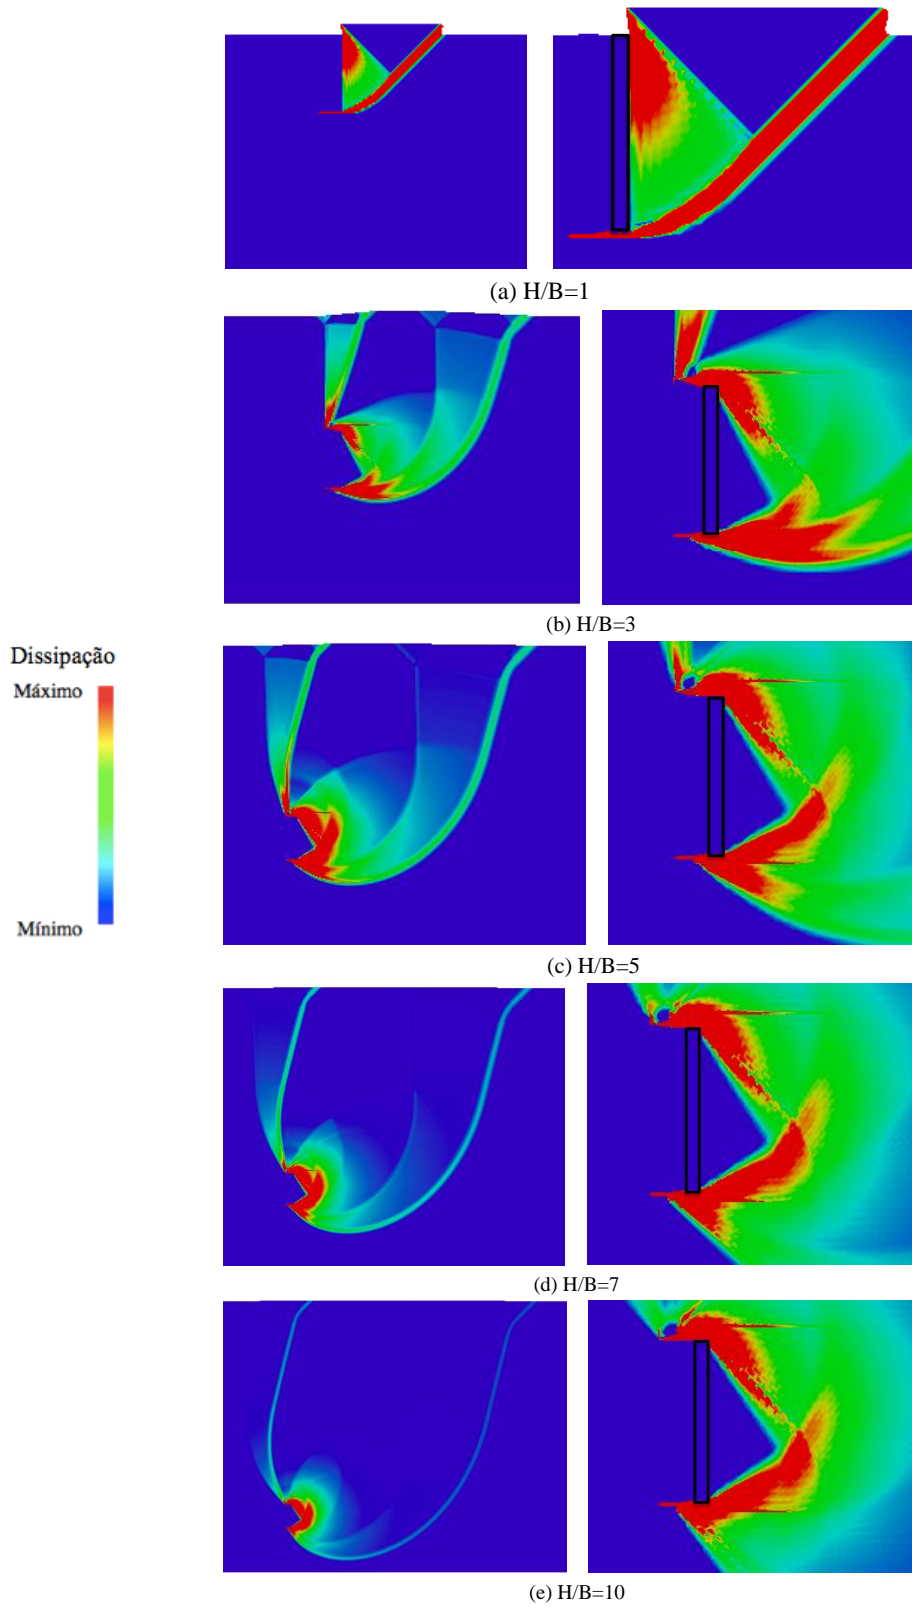 (a) H/B=1
(b) H/B=3
Dissipação
Máximo
Mínimo
(c) H/B=5
(d) H/B=7
(e) H/B=10